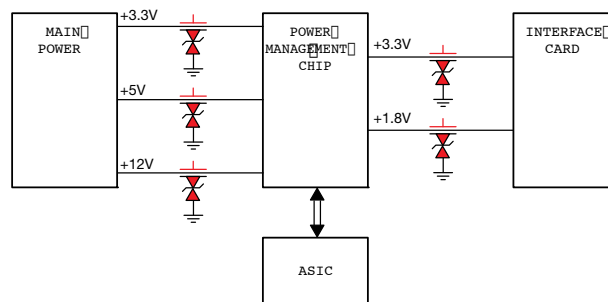 MAIN
POWER
+3.3V
+5V
+12V
POWER
MANAGEMENT
CHIP
+3.3V
+1.8V
INTERFACE
CARD
ASIC